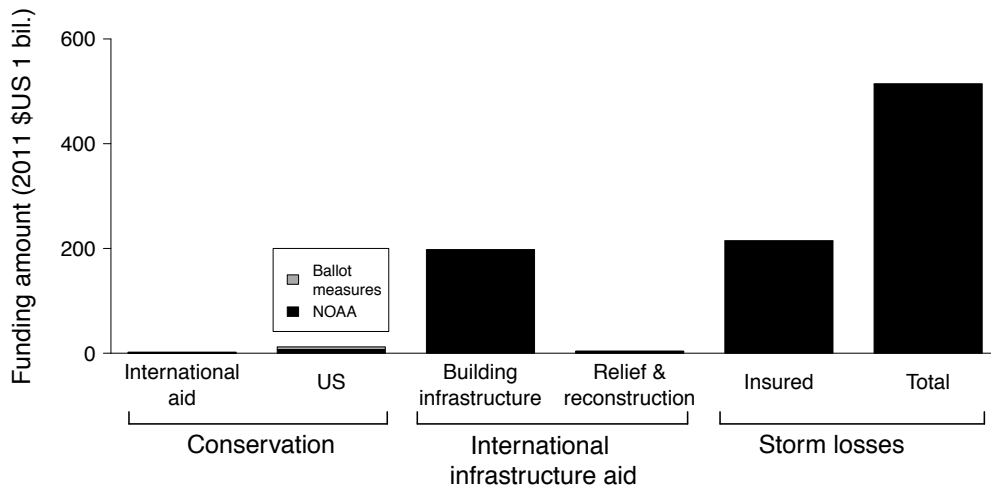 Funding amount (2011 $US 1 bil.)
600
400
200
0
Ballot
measures
NOAA
International
aid
US
Building
infrastructure
Relief &
reconstruction
Insured
Total
Conservation
International
infrastructure aid
Storm losses